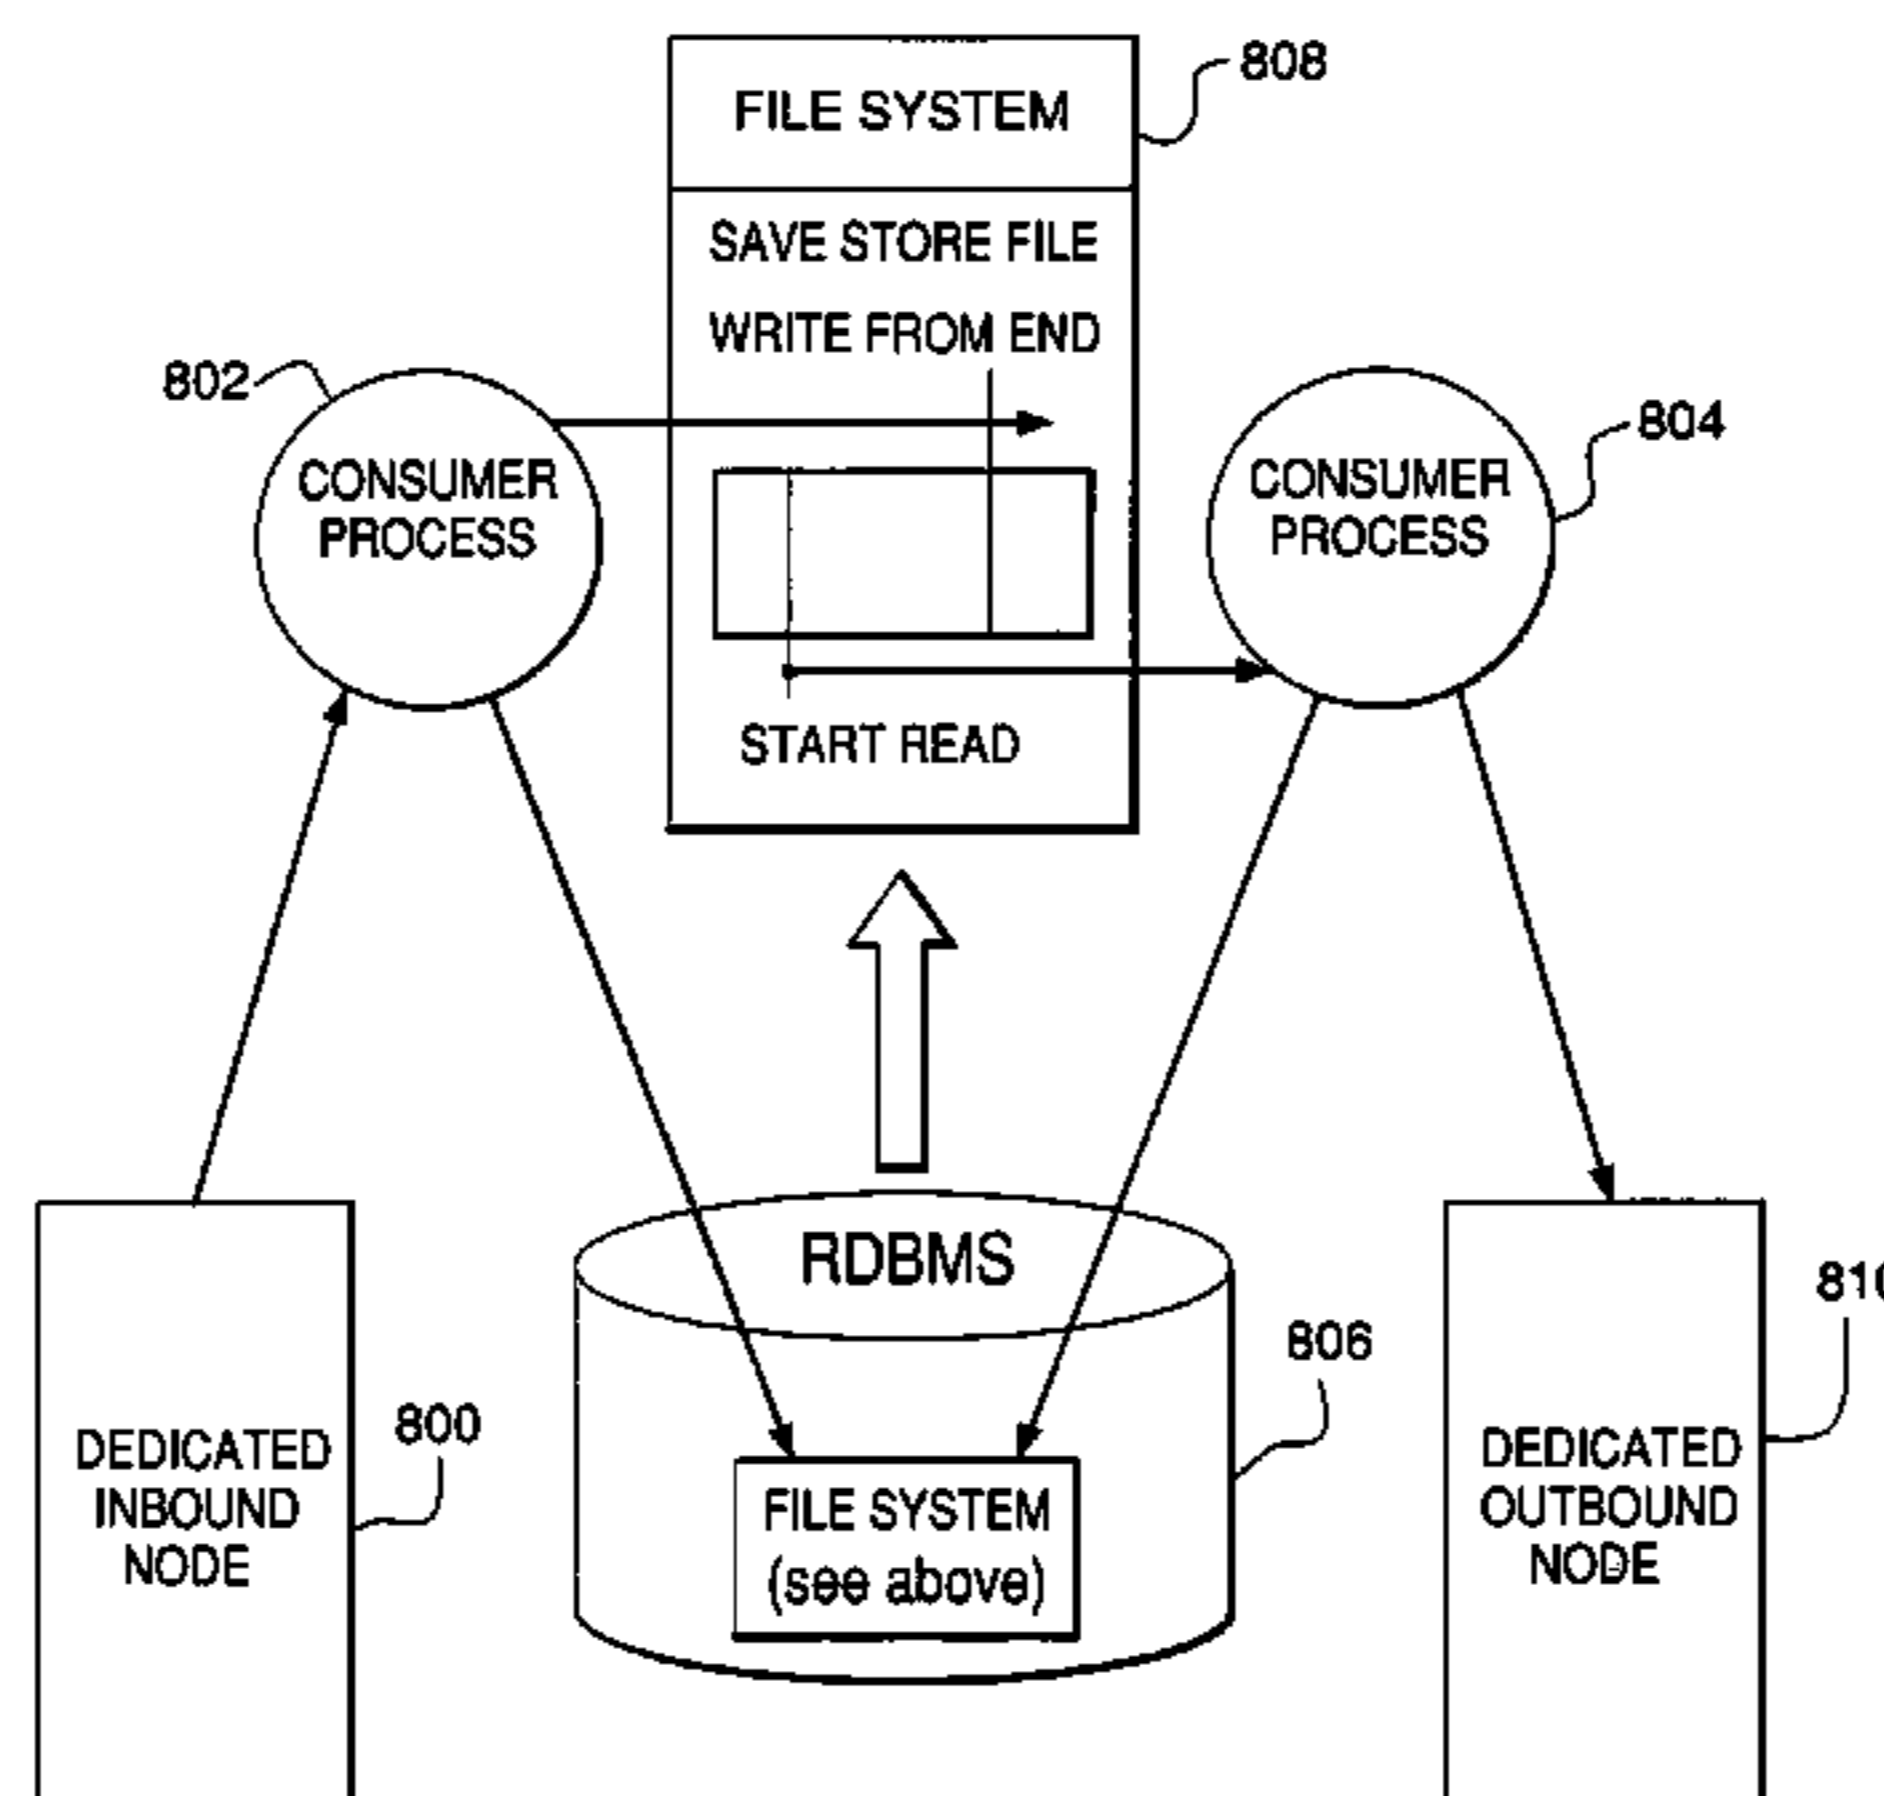 808
FILE SYSTEM
SAVE STORE FILE
WRITE FROM END
802
804
CONSUMER
PROCESS
CONSUMER
PROCESS
START READ
RDBMS
810
806
800
DEDICATED
INBOUND
NODE
FILE SYSTEM
(see above)
DEDICATED
OUTBOUND
NODE